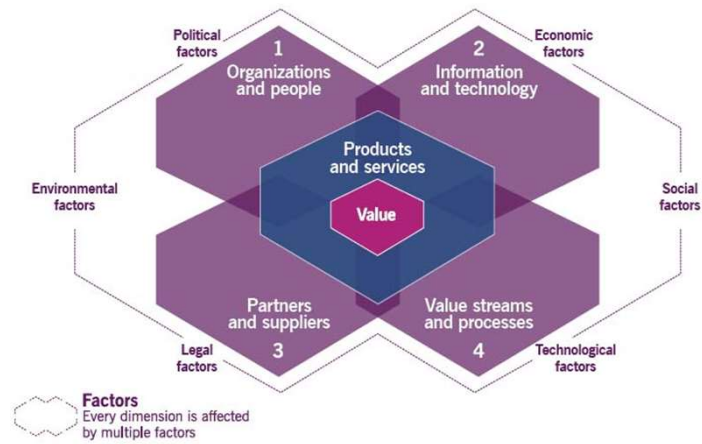 Political
factors
Economic
factors
1
Organizations
and people
2
Information
and technology
Products
and services
Environmental
factors
Value
Social
factors
Partners
and suppliers
3
Value streams
and processes
4
Legal
factors
Technological
factors
Factors
Every dimension is affected
by multiple factors